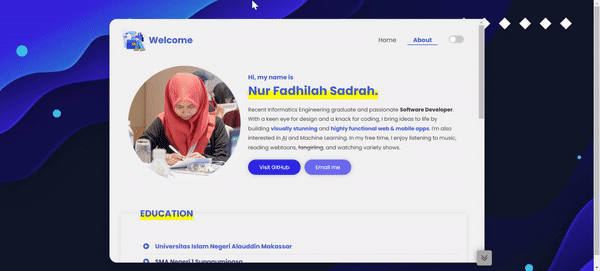 Welcome
Home
About
Hi, my name is
Nur Fadhilah Sadrah.
Recent Informatics Engineering graduate and passionate Software Developer.
With a keen eye for design and a knack for coding, I bring ideas to life by
building visually stunning and highly functional web & mobile apps. I'm also
interested in AI and Machine Learning. In my free time, I enjoy listening to music,
reading webtoons, fangirling, and watching variety shows.
Visit GitHub
Email me
EDUCATION
Universitas Islam Negeri Alauddin Makassar
SMA Negeri 1 Sungguminasa